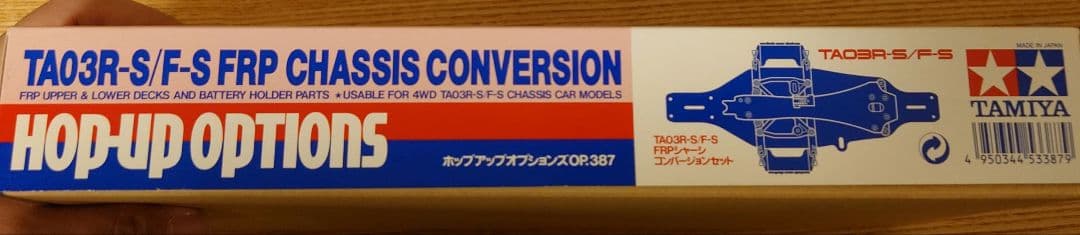 TA03R-S/F-S FRP CHASSIS CONVERSION
FRP UPPER & LOWER DECKS AND BATTERY HOLDER PARTS ★USABLE FOR 4WD TA03R-S/F-S CHASSIS CAR MODELS
HOP-UP OPTIONS
ホップアップオプションズOP.387
TA03R-S/F-S
TA03R-S/F-S
FRPシャーシ
コンバージョンセット
MADE IN JAPAN
TAMIYA
4 950344 533879